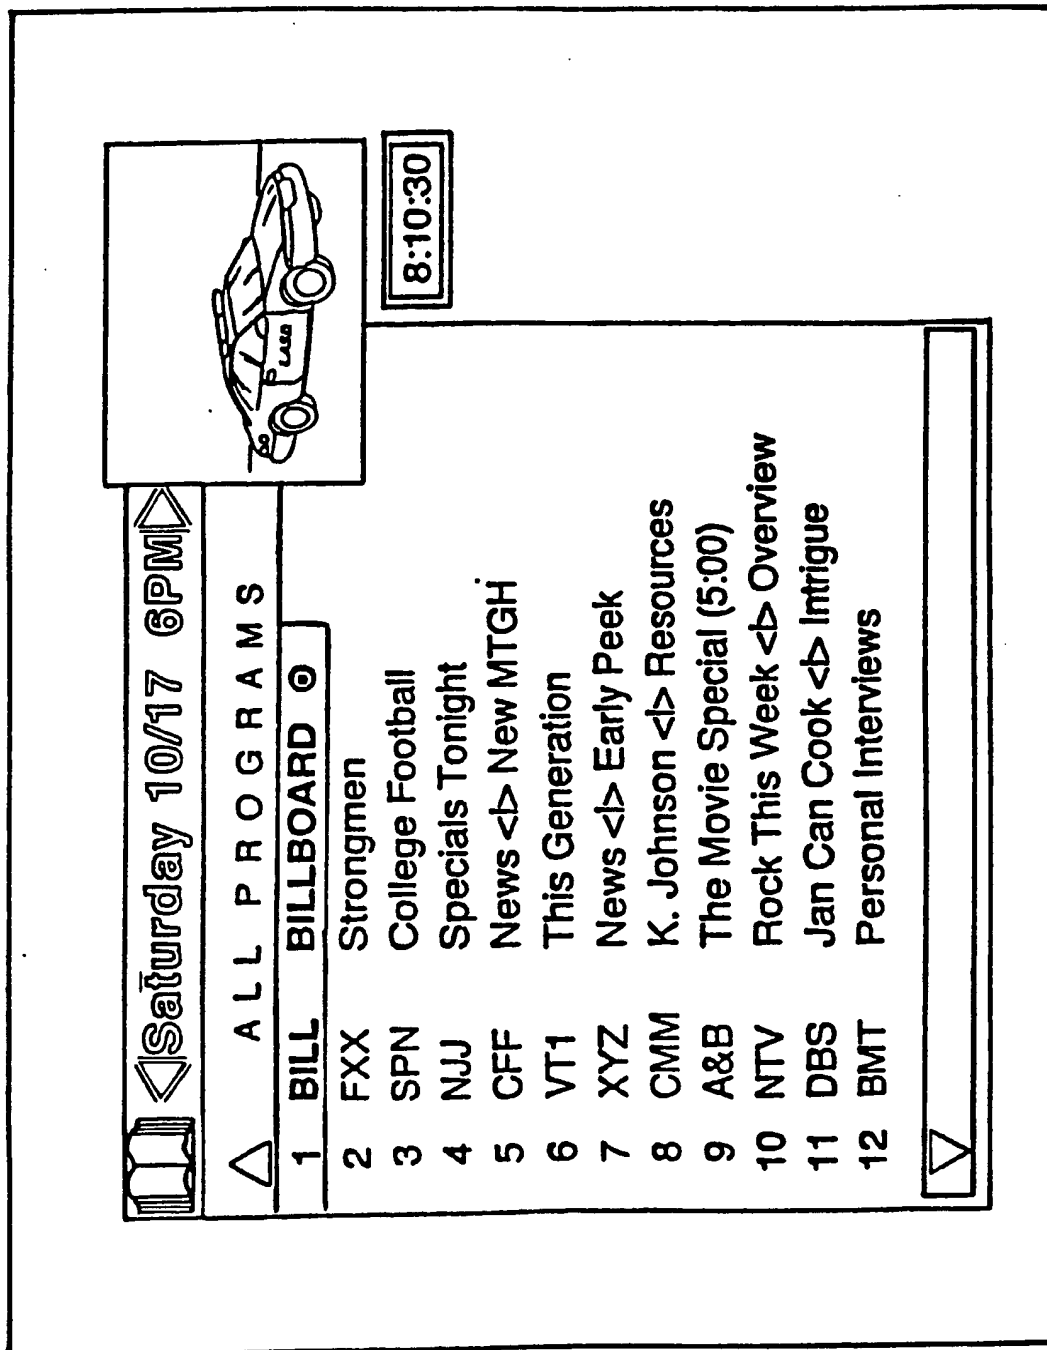 Saturday 10/17 6PM
ALL PROGRAMS
1 BILL BILLBOARD
2 FXX Strongmen
3 SPN College Football
4 NJJ Specials Tonight
5 CFF News <|> New MTGH
6 VT1 This Generation
7 XYZ News <|> Early Peek
8 CMM K. Johnson <|> Resources
9 A&B The Movie Special (5:00)
10 NTV Rock This Week <|> Overview
11 DBS Jan Can Cook <|> Intrigue
12 BMT Personal Interviews
LASD
8:10:30